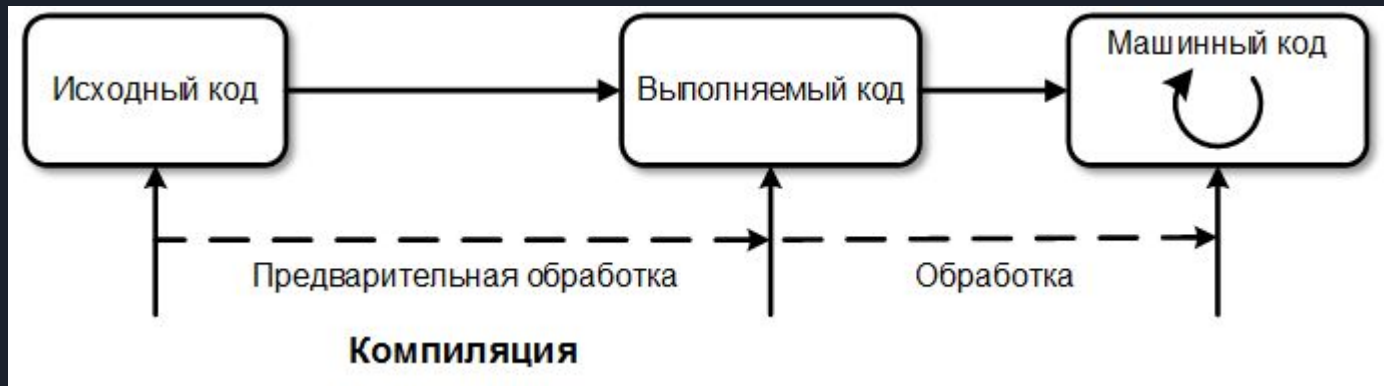 Исходный код
Выполняемый код
Машинный код
Предварительная обработка
Обработка
Компиляция